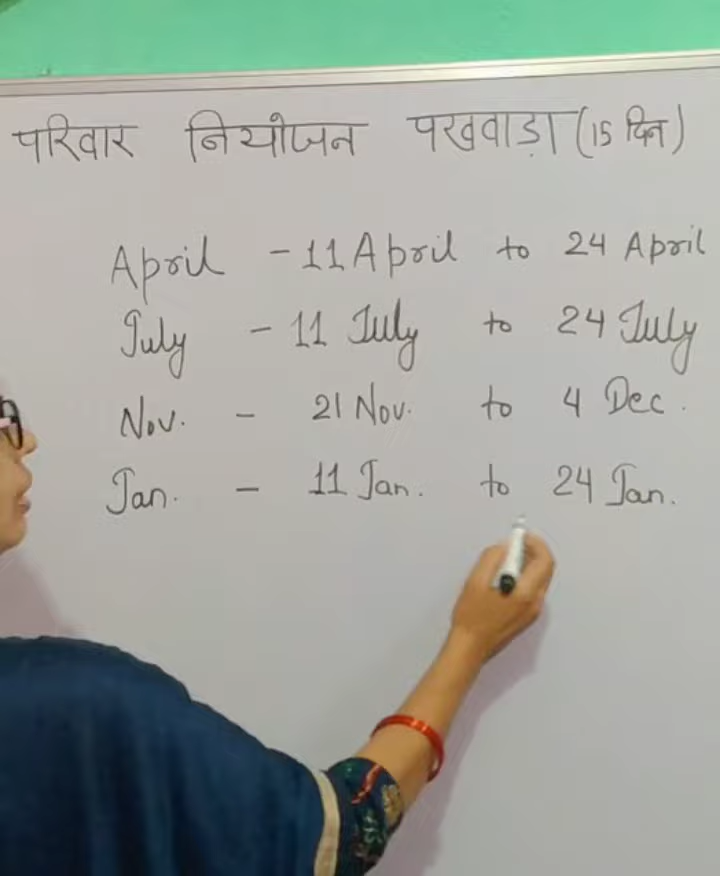 परिवार नियोजन पखवाड़ा (15 दिन)
April - 11 April to 24 April
July - 11 July to 24 July
Nov. - 21 Nov. to 4 Dec.
Jan. - 11 Jan. to 24 Jan.